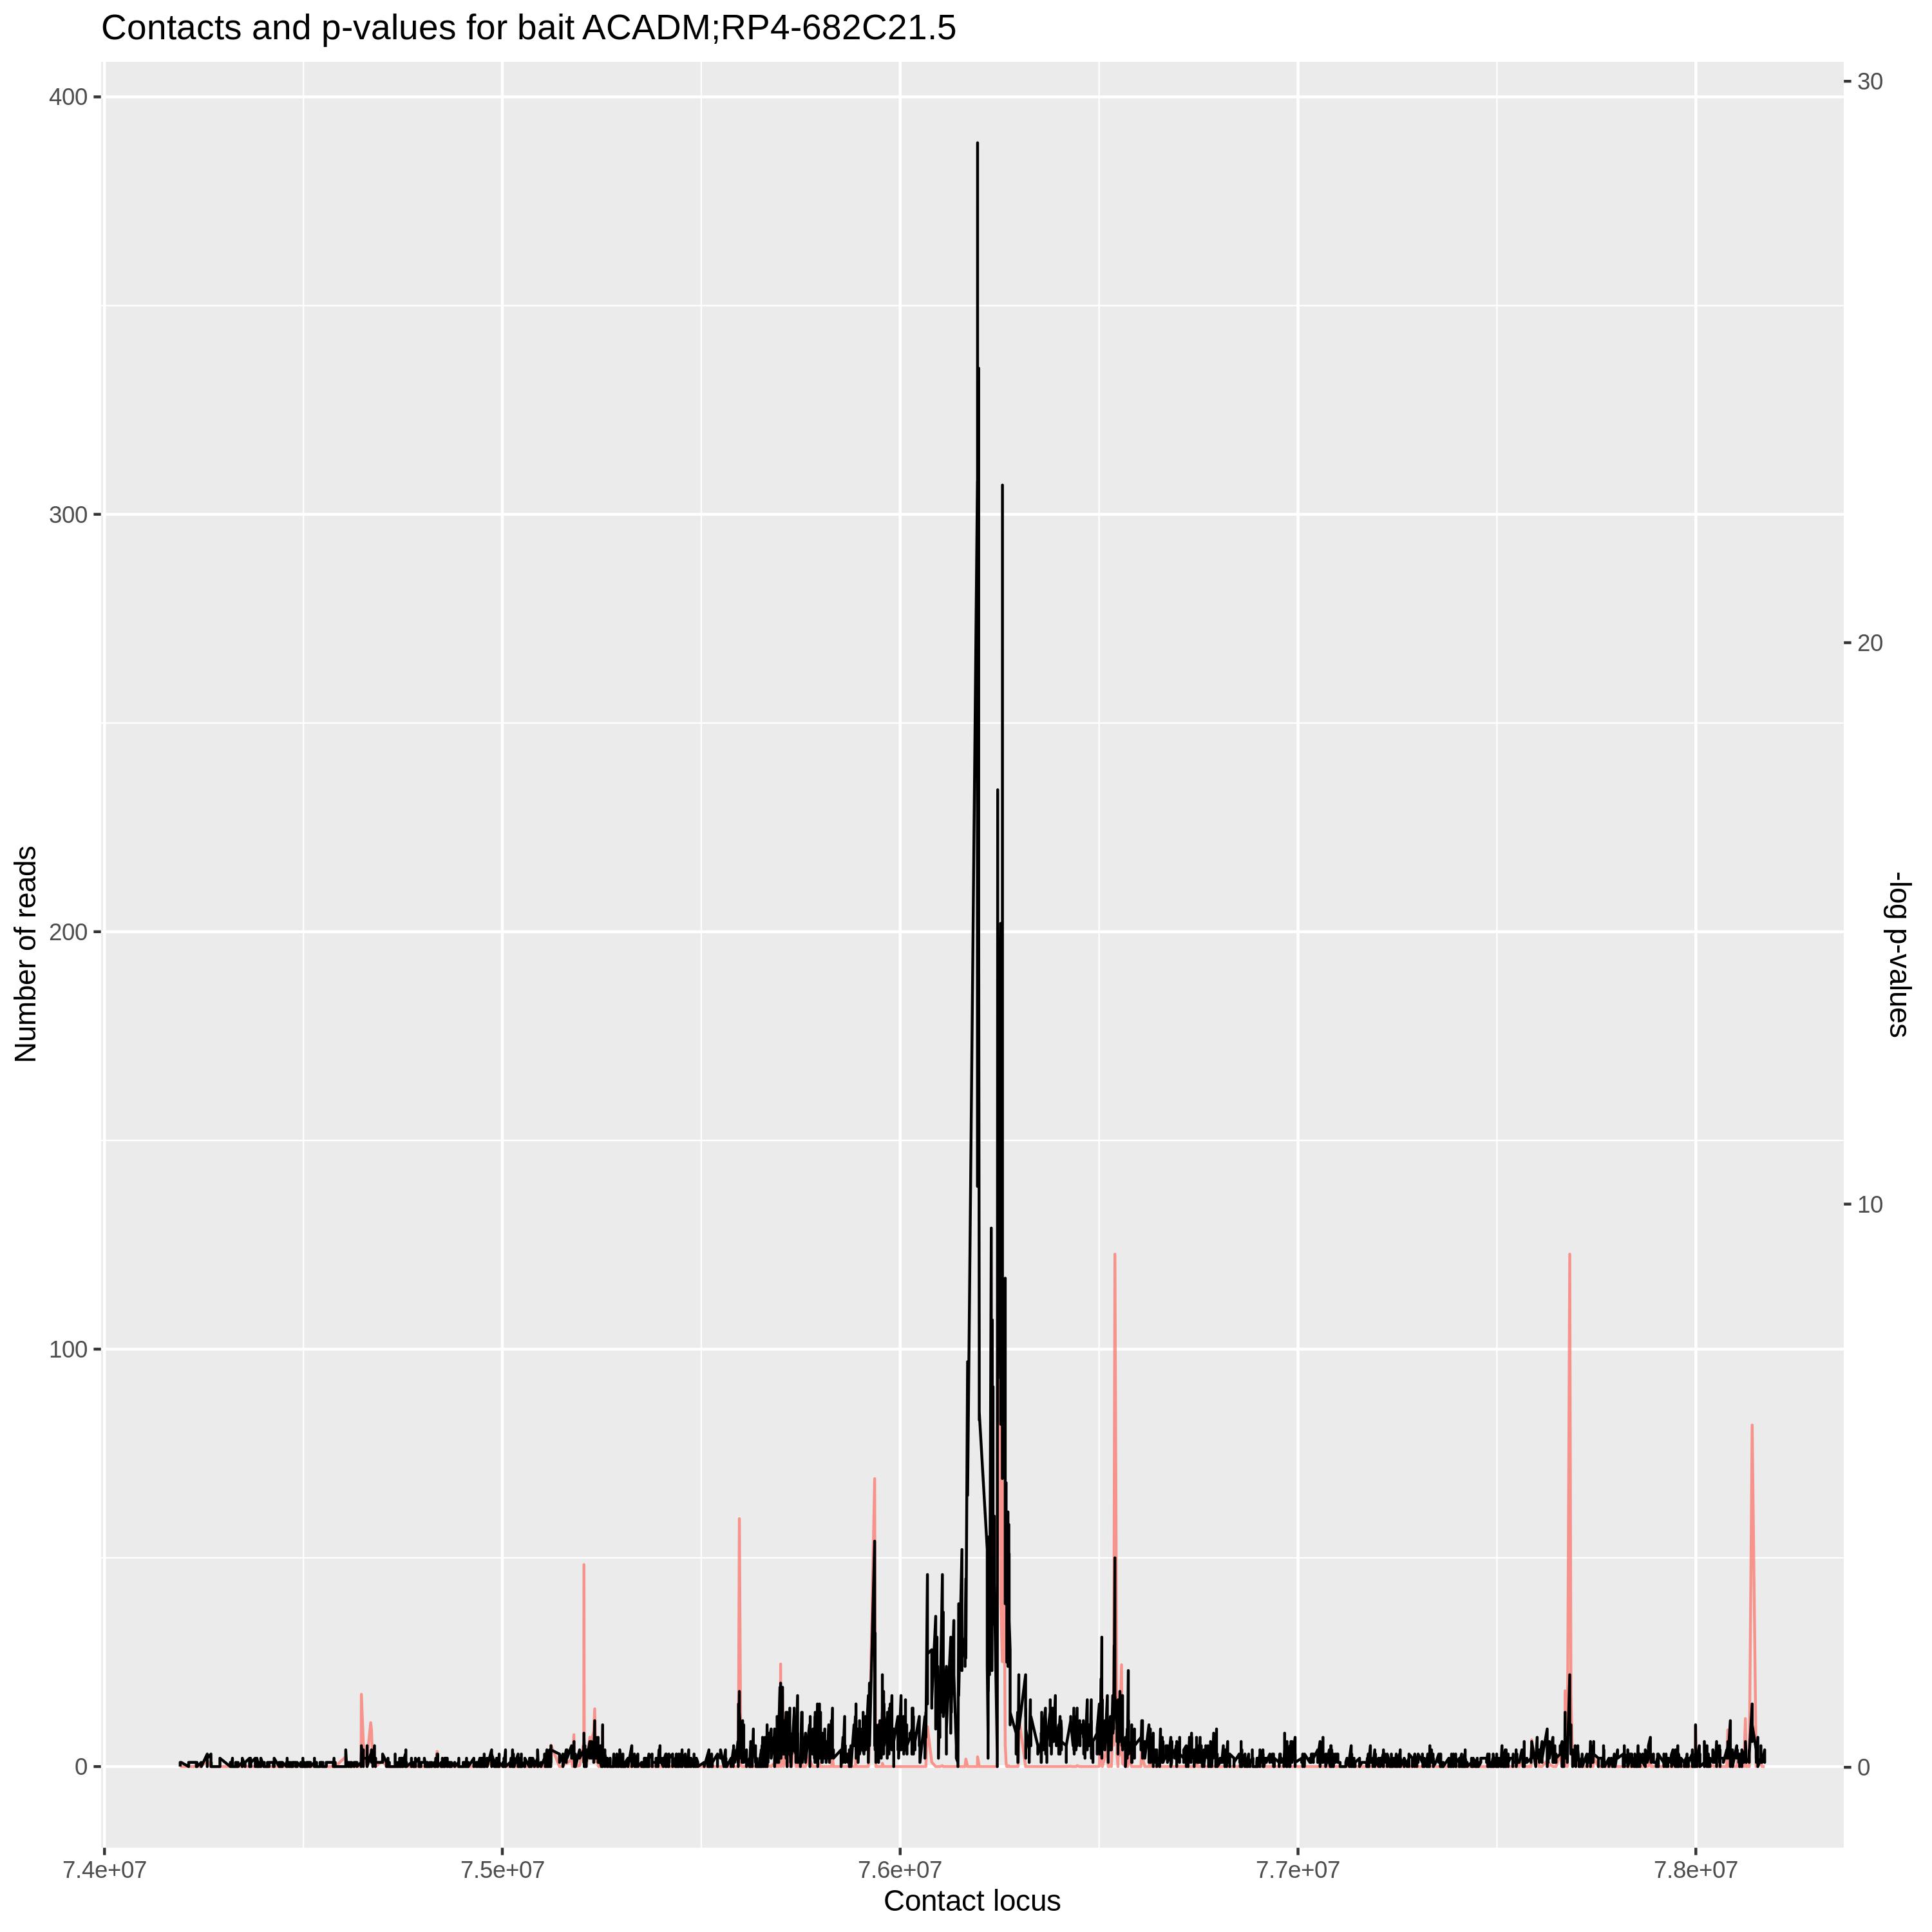 Contacts and p-values for bait ACADM;RP4-682C21.5
400
300
200
100
0
30
20
10
0
Number of reads
-log p-values
7.4e+07 7.5e+07 7.6e+07 7.7e+07 7.8e+07
Contact locus